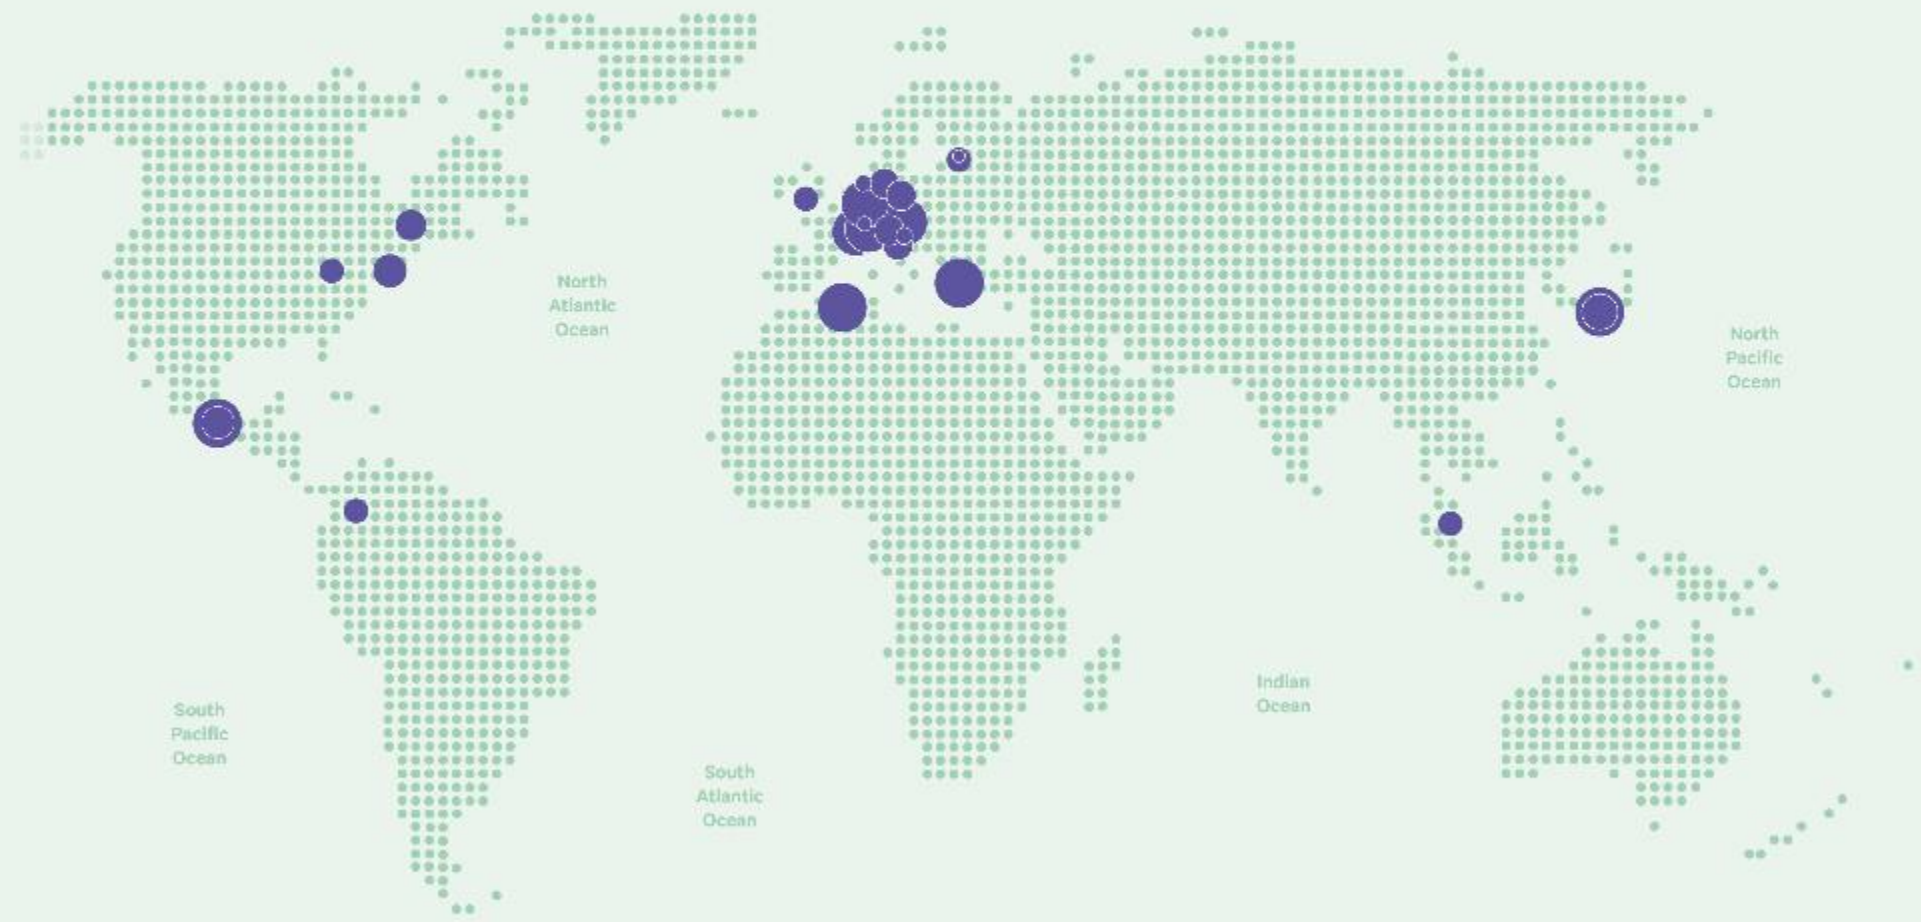 North
Atlantic
Ocean
North
Pacific
Ocean
Indian
Ocean
South
Pacific
Ocean
South
Atlantic
Ocean